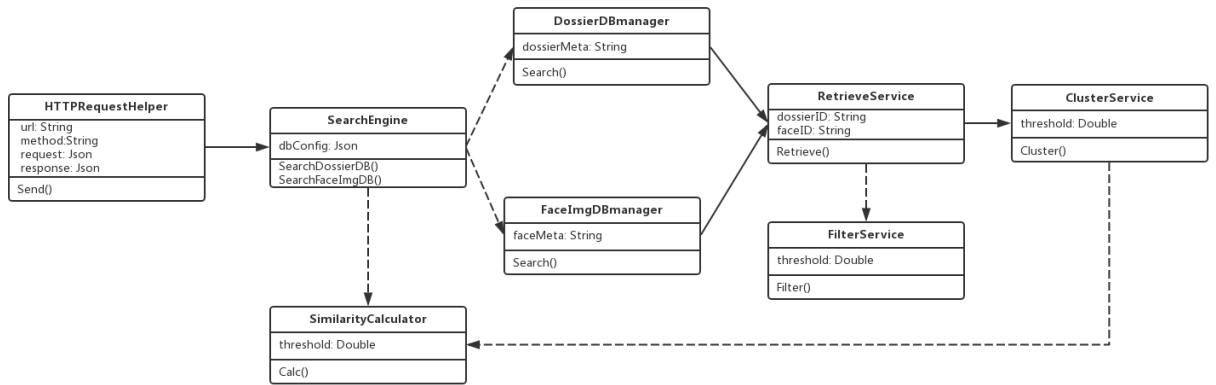 HTTPRequestHelper
url: String
method:String
request: Json
response: Json
Send()
SearchEngine
dbConfig: Json
SearchDossierDB()
SearchFaceImgDB()
SimilarityCalculator
threshold: Double
Calc()
DossierDBmanager
dossierMeta: String
Search()
FaceImgDBmanager
faceMeta: String
Search()
RetrieveService
dossierID: String
faceID: String
Retrieve()
FilterService
threshold: Double
Filter()
ClusterService
threshold: Double
Cluster()